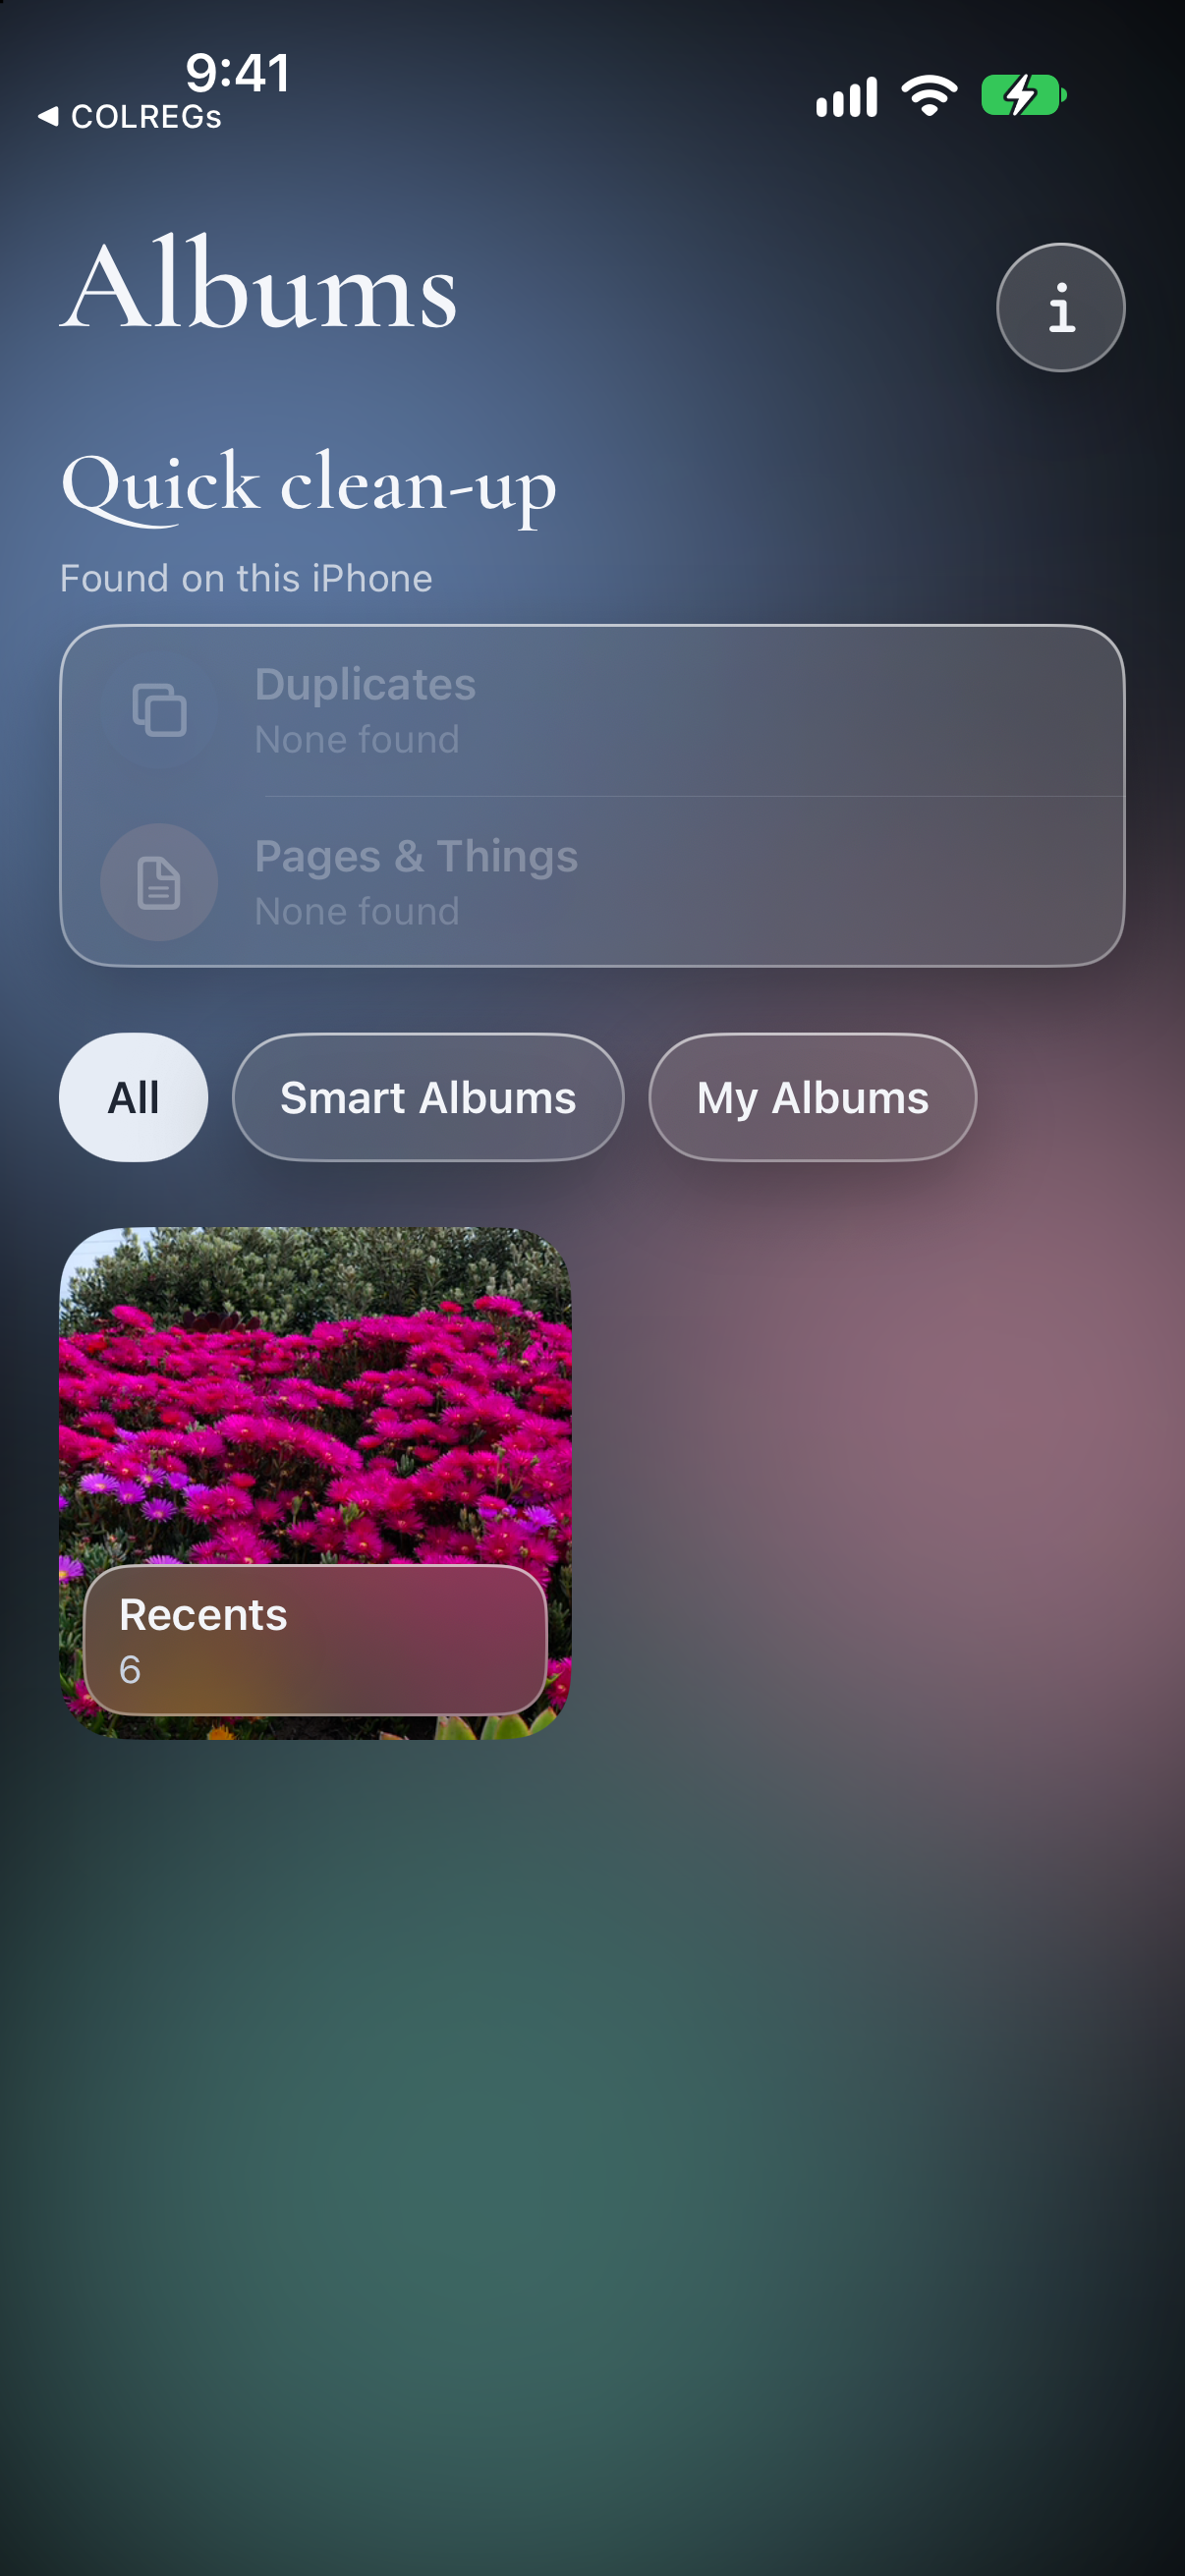 9:41
COLREGs
Albums
Quick clean-up
Found on this iPhone
Duplicates
None found
Pages & Things
None found
All
Smart Albums
My Albums
Recents
6